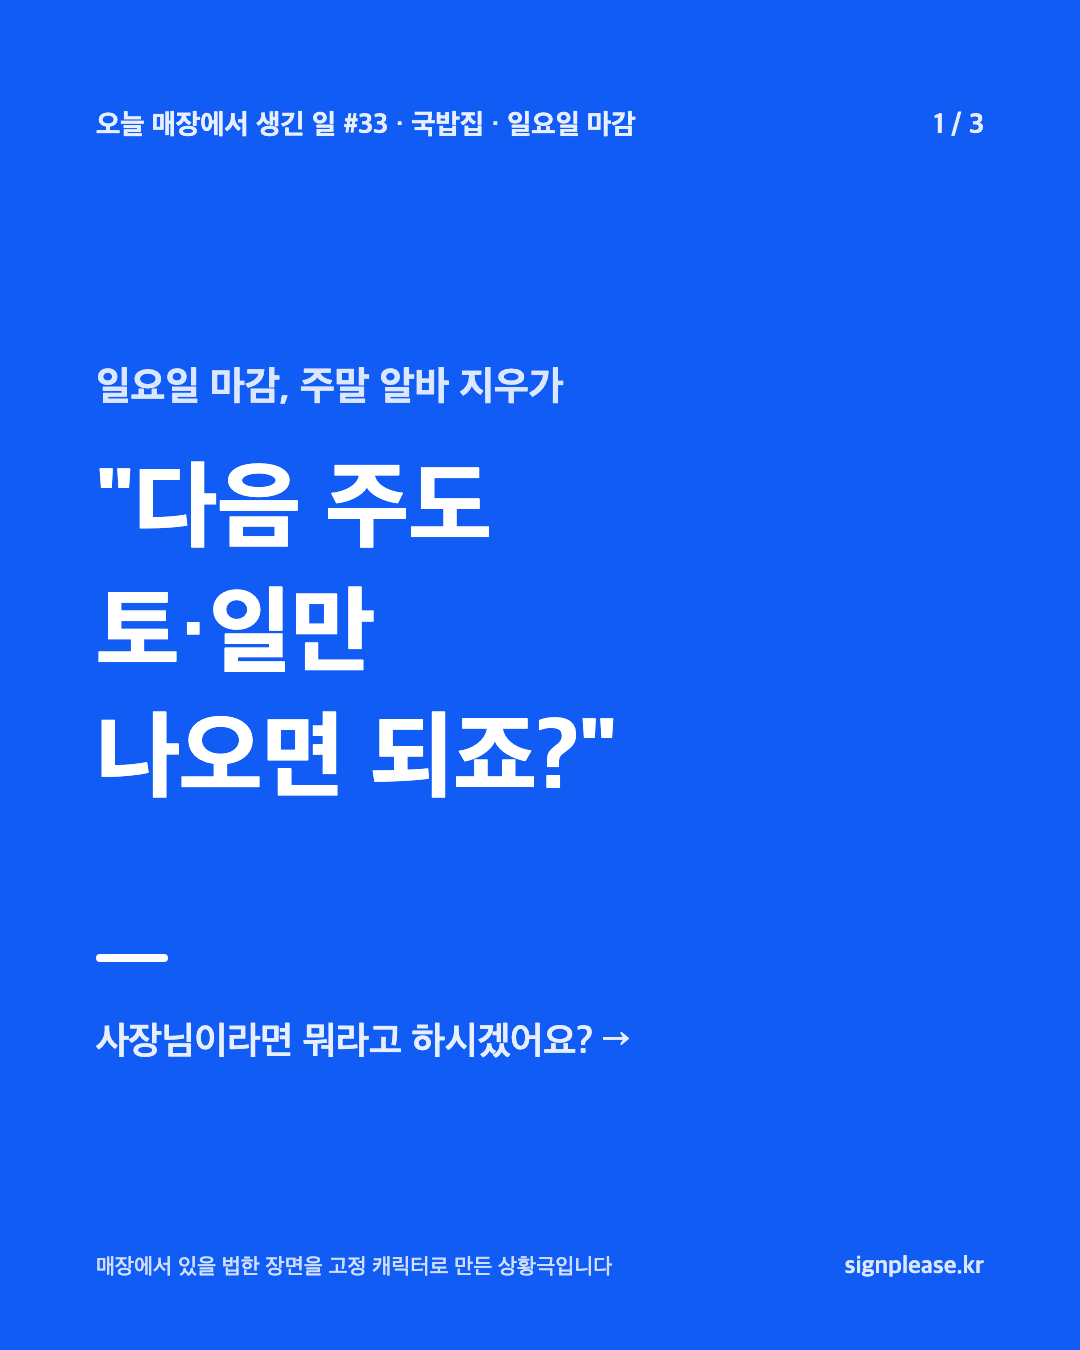 오늘 매장에서 생긴 일 #33 · 국밥집 · 일요일 마감
1 / 3
일요일 마감, 주말 알바 지우가
"다음 주도
토·일만
나오면 되죠?"
사장님이라면 뭐라고 하시겠어요? →
매장에서 있을 법한 장면을 고정 캐릭터로 만든 상황극입니다
signplease.kr